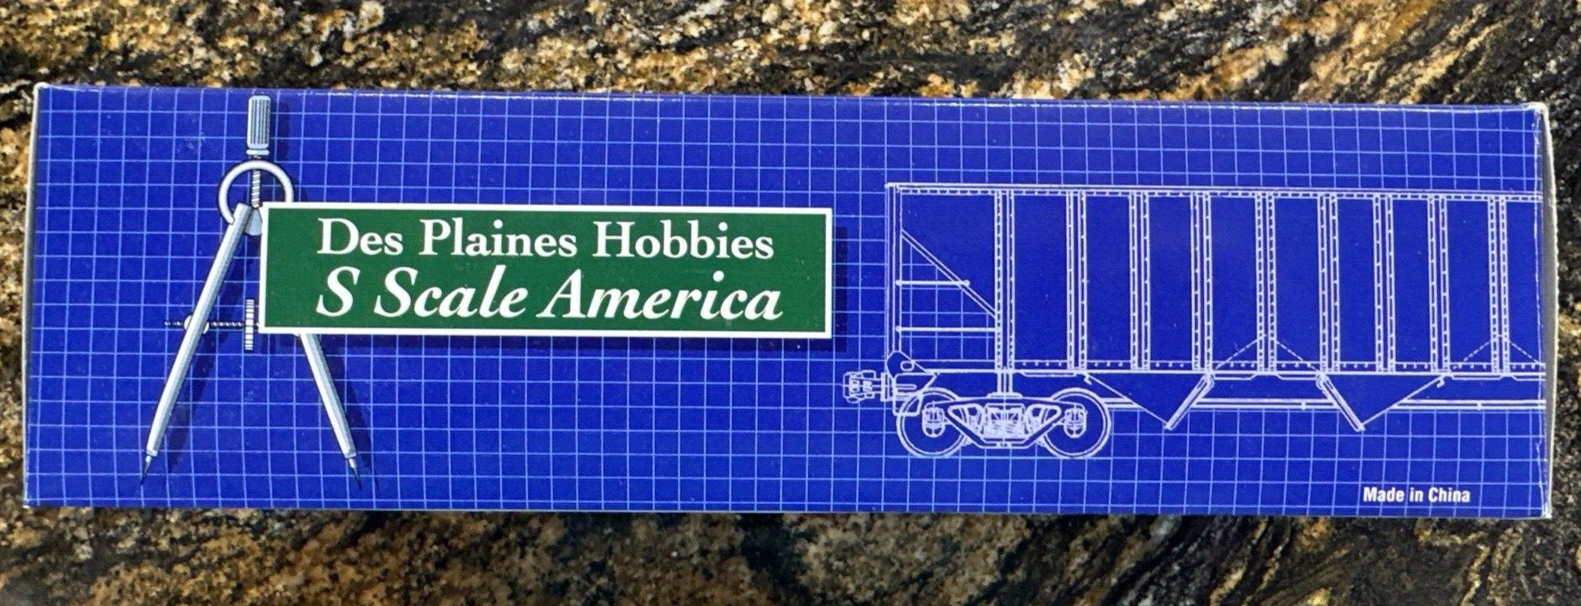 Des Plaines Hobbies
S Scale America
Made in China